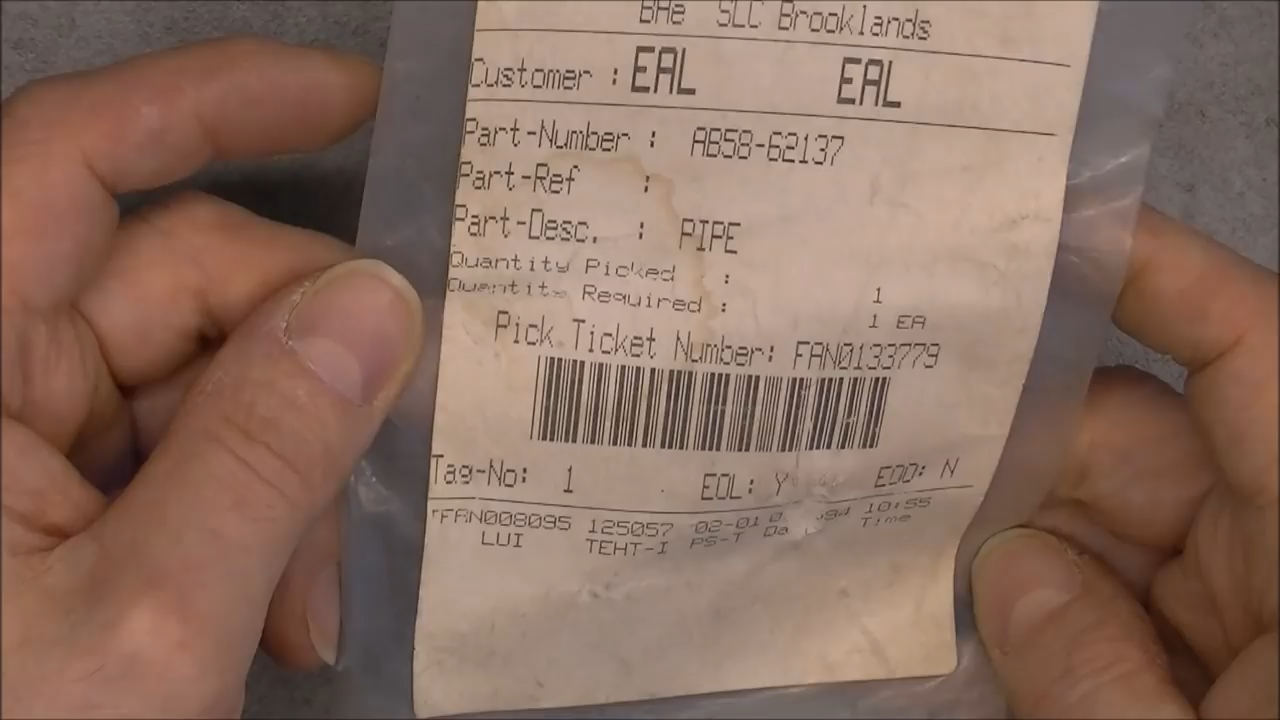 BAe SLC Brooklands
Customer : EAL EAL
Part-Number : AB58-62137
Part-Ref :
Part-Desc. : PIPE
Quantity Picked : 1
Quantity Required : 1 EA
Pick Ticket Number: FAN0133779
Tag-No: 1 EOL: Y EOO: N
FAN008095 125057 02-01 10:55
LUI TEHT-I PS-T Time